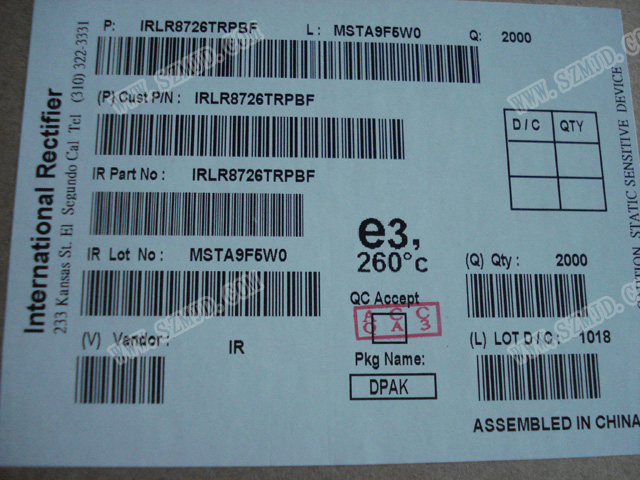 P: IRLR8726TRPBF L: MSTA9F5W0 Q: 2000
(P) Cust P/N : IRLR8726TRPBF
IR Part No : IRLR8726TRPBF
IR Lot No : MSTA9F5W0
(V) Vendor : IR
e3,
260°c
QC Accept
A C C
Q A 3
Pkg Name:
DPAK
D / C QTY
(Q) Qty : 2000
(L) LOT D / C : 1018
ASSEMBLED IN CHINA
International Rectifier
233 Kansas St. El Segundo Cal Tel (310) 322-3331
STATIC SENSITIVE DEVICE
WWW.SZMJD.COM
WWW.SZMJD.COM
WWW.SZMJD.COM